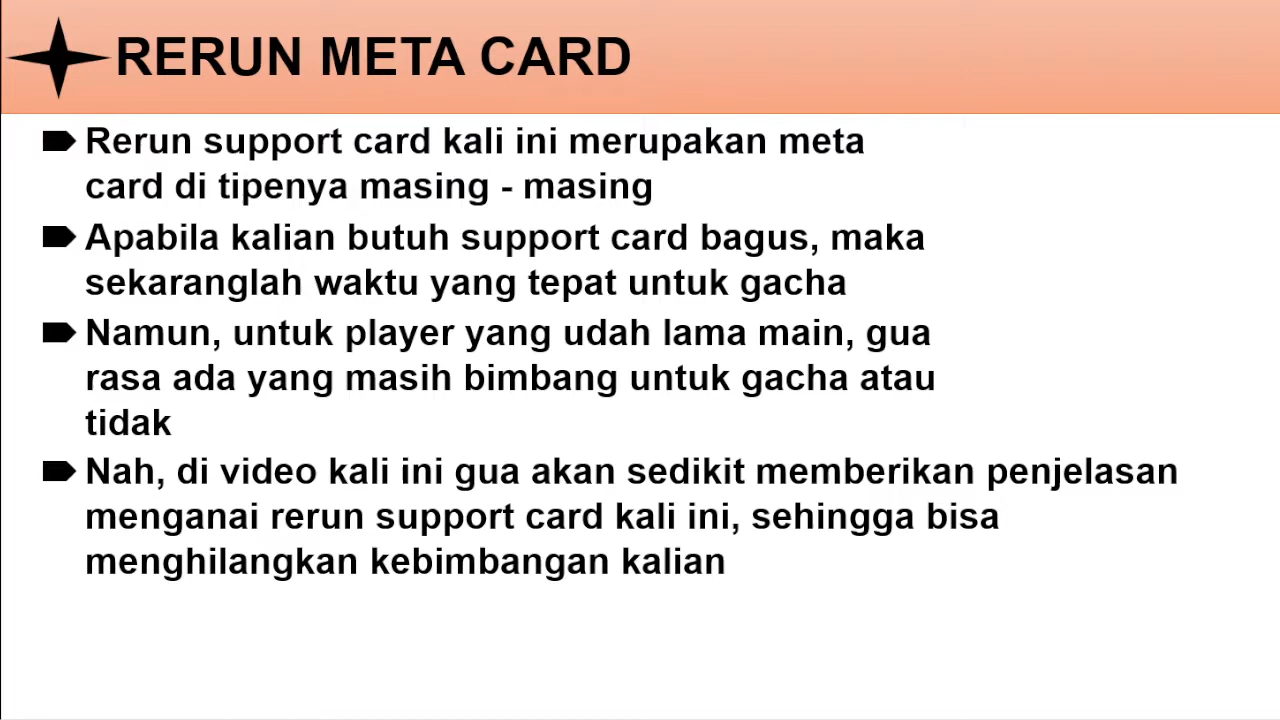 RERUN META CARD
Rerun support card kali ini merupakan meta
card di tipenya masing - masing
Apabila kalian butuh support card bagus, maka
sekaranglah waktu yang tepat untuk gacha
Namun, untuk player yang udah lama main, gua
rasa ada yang masih bimbang untuk gacha atau
tidak
Nah, di video kali ini gua akan sedikit memberikan penjelasan
menganai rerun support card kali ini, sehingga bisa
menghilangkan kebimbangan kalian